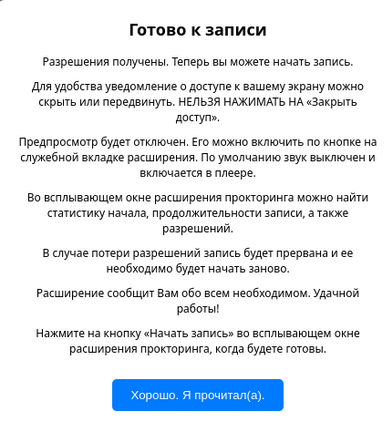 Готово к записи
Разрешения получены. Теперь вы можете начать запись.
Для удобства уведомление о доступе к вашему экрану можно
скрыть или передвинуть. НЕЛЬЗЯ НАЖИМАТЬ НА «Закрыть
доступ».
Предпросмотр будет отключен. Его можно включить по кнопке на
служебной вкладке расширения. По умолчанию звук выключен и
включается в плеере.
Во всплывающем окне расширения прокторинга можно найти
статистику начала, продолжительности записи, а также
разрешений.
В случае потери разрешений запись будет прервана и ее
необходимо будет начать заново.
Расширение сообщит Вам обо всем необходимом. Удачной
работы!
Нажмите на кнопку «Начать запись» во всплывающем окне
расширения прокторинга, когда будете готовы.
Хорошо. Я прочитал(а).